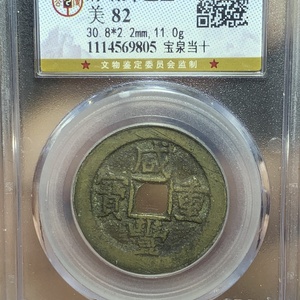 美 82
30.8*2.2mm,11.0g
1114569805 宝泉当十
★文物鉴定委员会监制★
咸
寶 重
豐